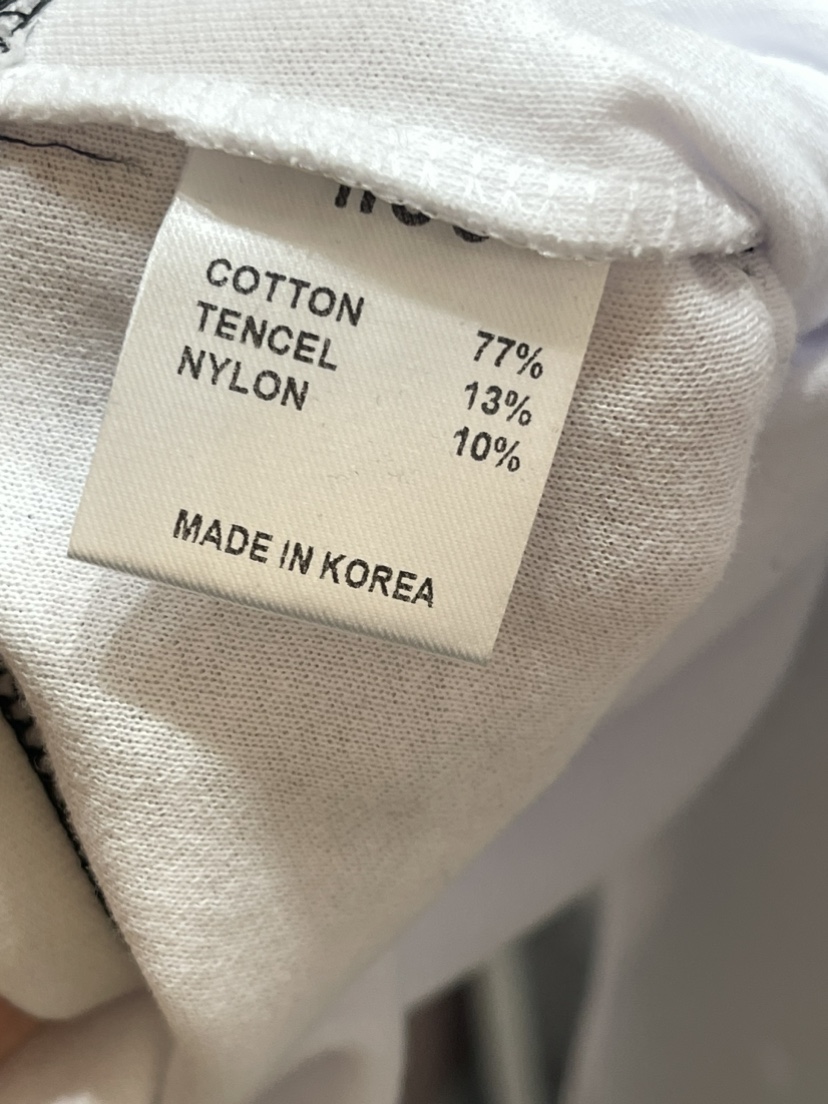 COTTON 77%
TENCEL 13%
NYLON 10%
MADE IN KOREA